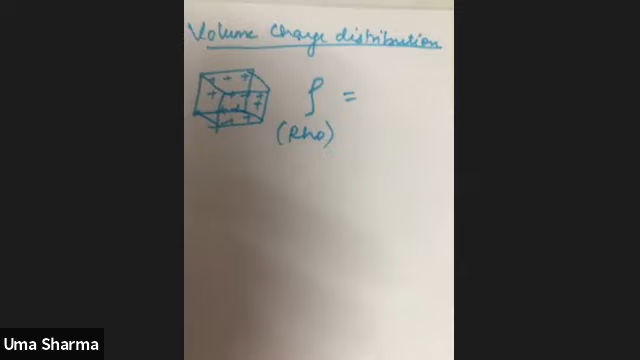 Volume Charge distribution
ρ =
(Rho)
Uma Sharma